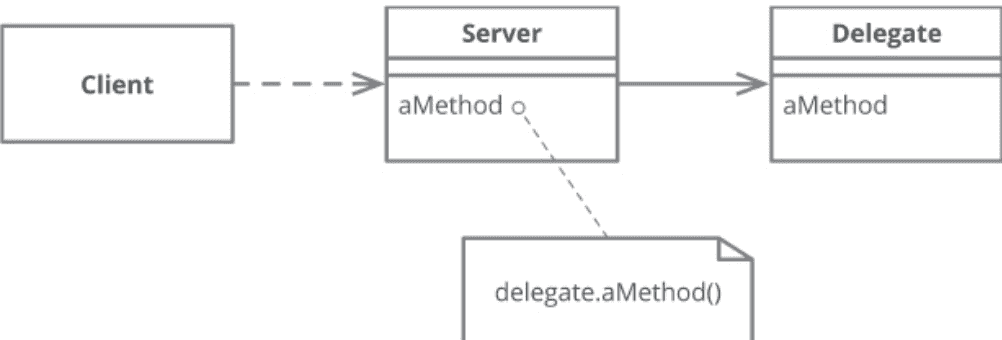 Client
Server
aMethod
Delegate
aMethod
delegate.aMethod()